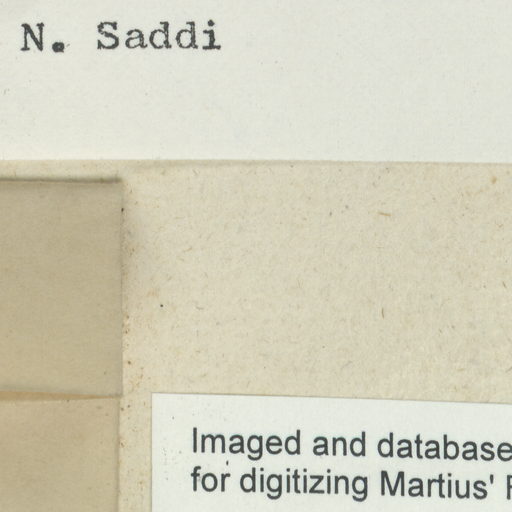 N. Saddi
Imaged and database
for digitizing Martius'